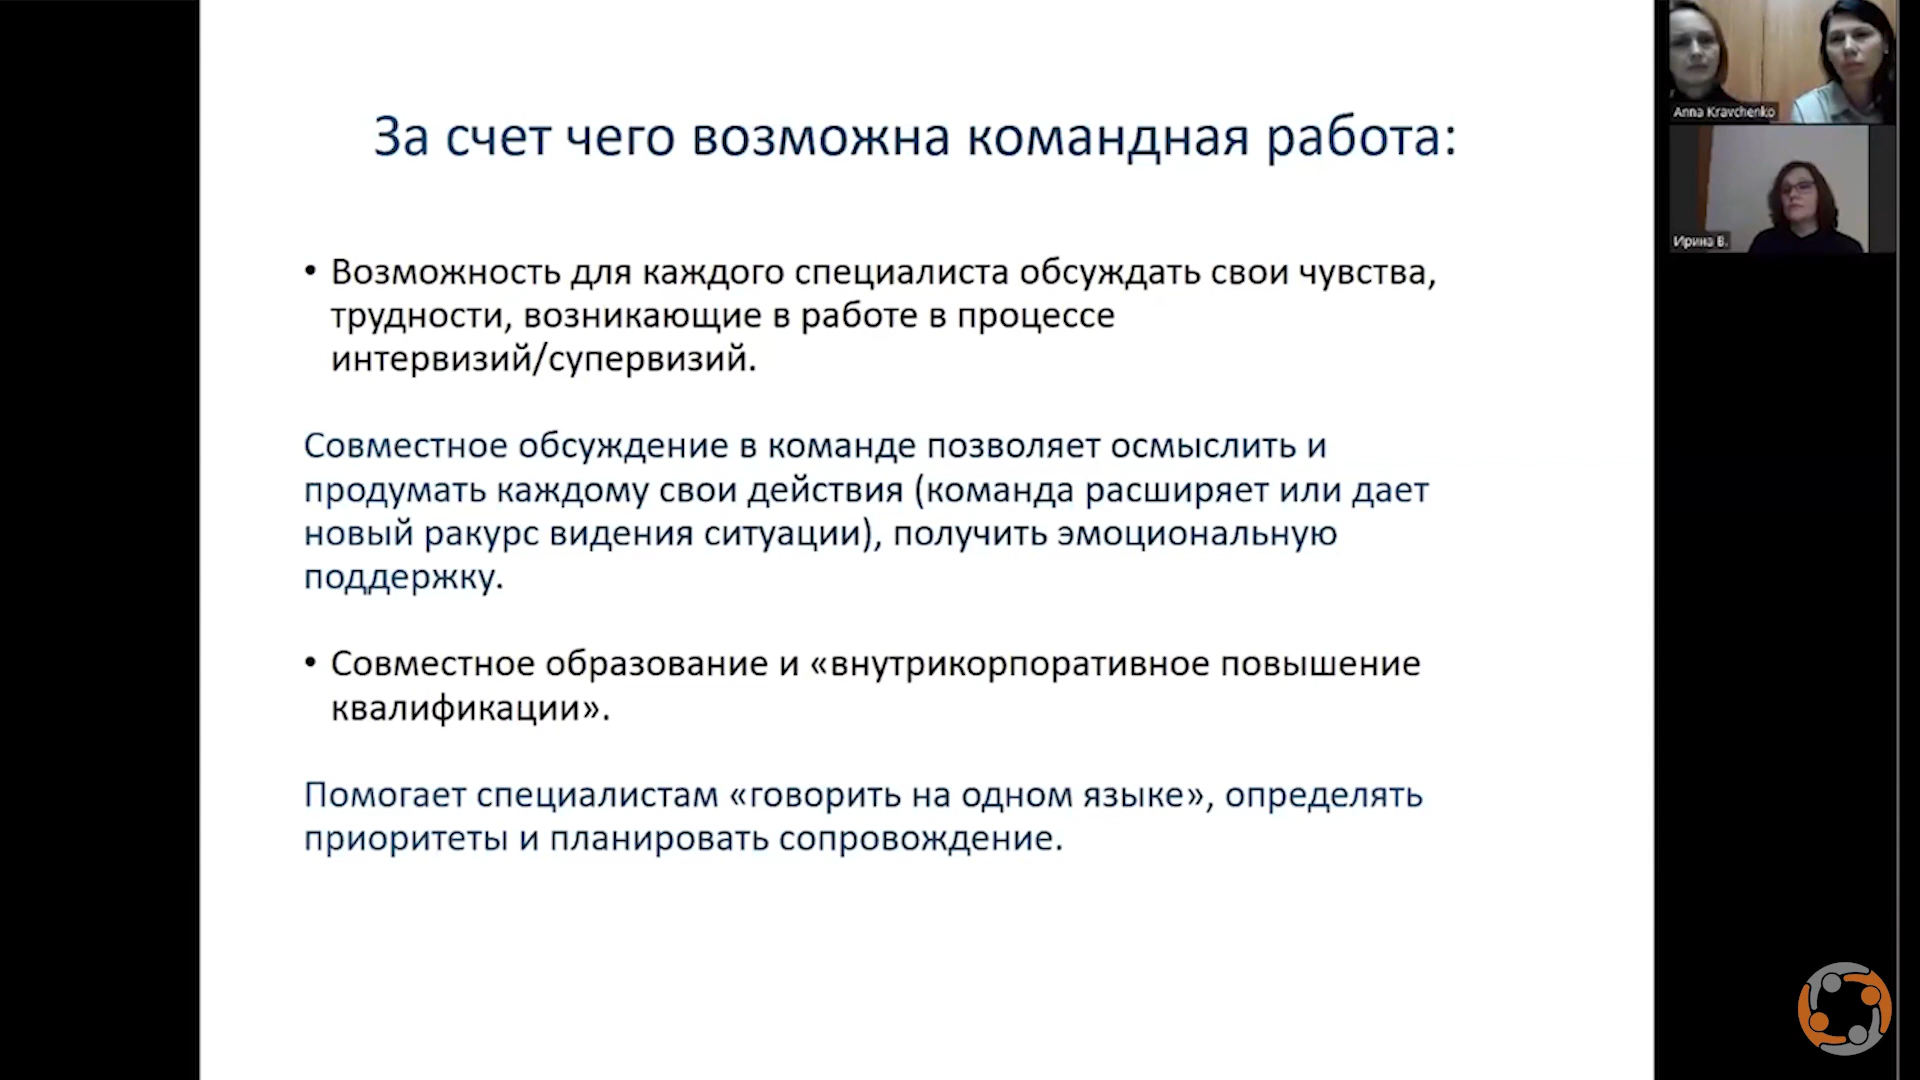 За счет чего возможна командная работа:
• Возможность для каждого специалиста обсуждать свои чувства,
трудности, возникающие в работе в процессе
интервизий/супервизий.
Совместное обсуждение в команде позволяет осмыслить и
продумать каждому свои действия (команда расширяет или дает
новый ракурс видения ситуации), получить эмоциональную
поддержку.
• Совместное образование и «внутрикорпоративное повышение
квалификации».
Помогает специалистам «говорить на одном языке», определять
приоритеты и планировать сопровождение.
Anna Kravchenko
Ирина В.